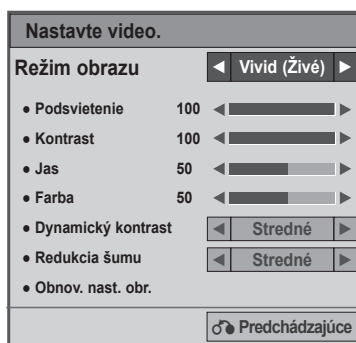 Nastavte video.
Režim obrazu ◄ Vivid (Živé) ►
● Podsvietenie 100 ◄ ►
● Kontrast 100 ◄ ►
● Jas 50 ◄ ►
● Farba 50 ◄ ►
● Dynamický kontrast ◄ Stredné ►
● Redukcia šumu ◄ Stredné ►
● Obnov. nast. obr.
Predchádzajúce